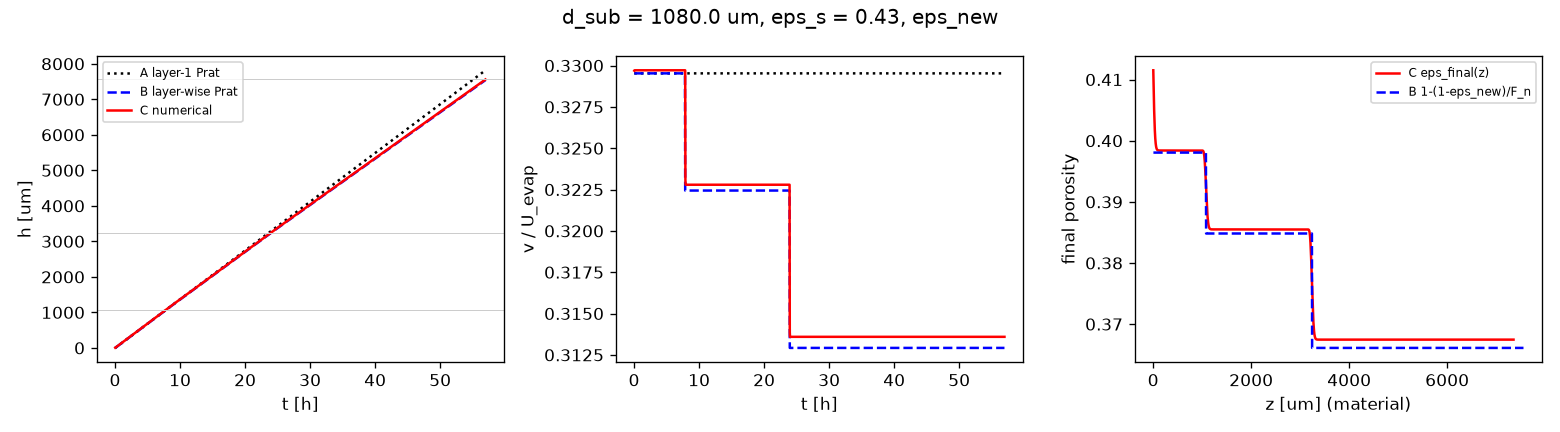 d_sub = 1080.0 um, eps_s = 0.43, eps_new
h [um]
8000
7000
6000
5000
4000
3000
2000
1000
0
A layer-1 Prat
B layer-wise Prat
C numerical
0 10 20 30 40 50
t [h]
v / U_evap
0.3300
0.3275
0.3250
0.3225
0.3200
0.3175
0.3150
0.3125
0 10 20 30 40 50
t [h]
final porosity
0.41
0.40
0.39
0.38
0.37
C eps_final(z)
B 1-(1-eps_new)/F_n
0 2000 4000 6000
z [um] (material)